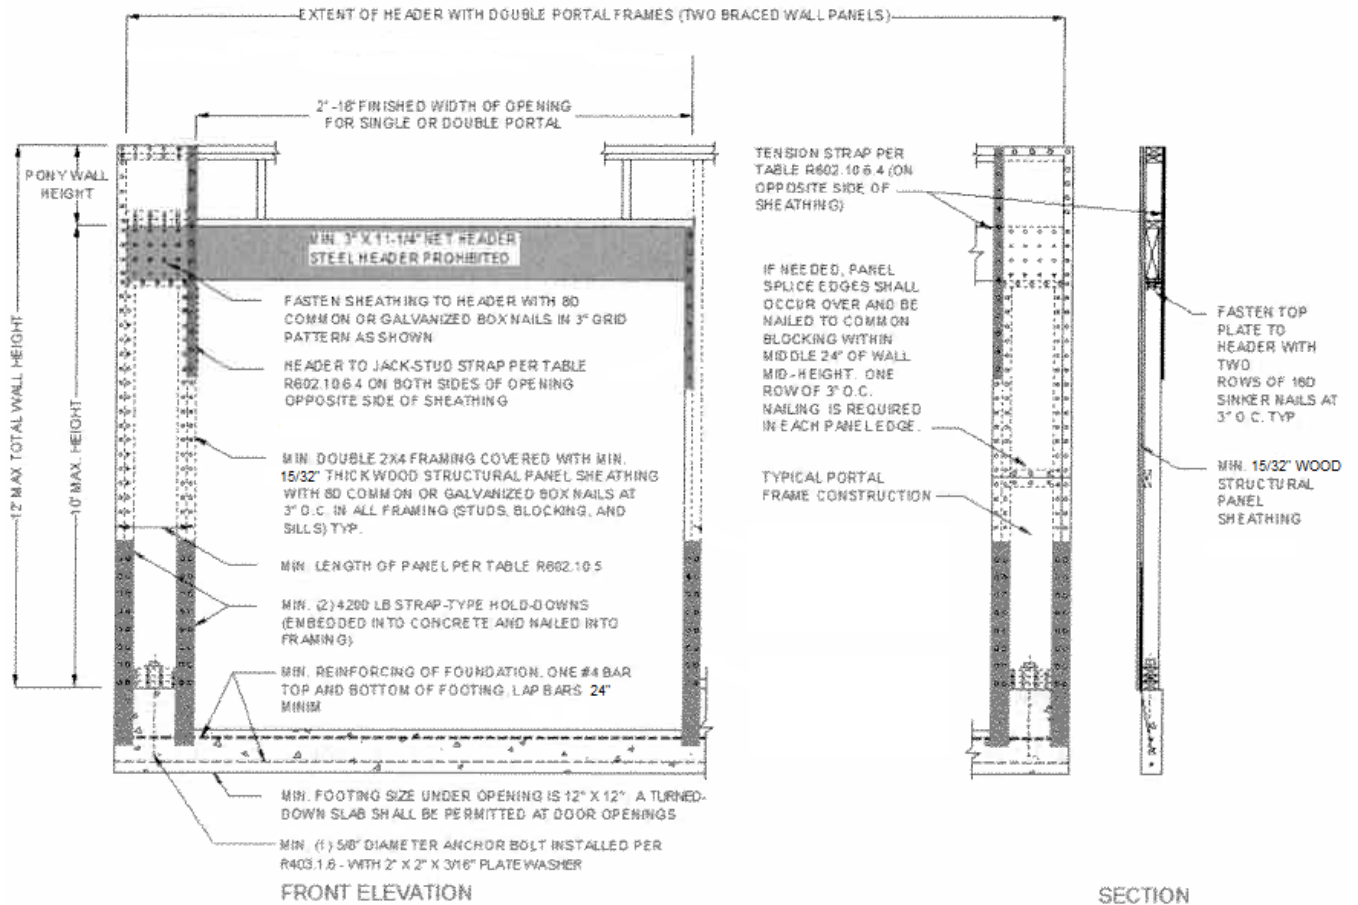 EXTENT OF HEADER WITH DOUBLE PORTAL FRAMES (TWO BRACED WALL PANELS)
2" -18' FINISHED WIDTH OF OPENING
FOR SINGLE OR DOUBLE PORTAL
PONY WALL
HEIGHT
12' MAX TOTAL WALL HEIGHT
10' MAX. HEIGHT
MIN. 3" X 11-1/4" NET HEADER
STEEL HEADER PROHIBITED
FASTEN SHEATHING TO HEADER WITH 8D
COMMON OR GALVANIZED BOX NAILS IN 3" GRID
PATTERN AS SHOWN
HEADER TO JACK-STUD STRAP PER TABLE
R602.10.6.4 ON BOTH SIDES OF OPENING
OPPOSITE SIDE OF SHEATHING
MIN. DOUBLE 2X4 FRAMING COVERED WITH MIN.
15/32" THICK WOOD STRUCTURAL PANEL SHEATHING
WITH 8D COMMON OR GALVANIZED BOX NAILS AT
3" O.C. IN ALL FRAMING (STUDS, BLOCKING, AND
SILLS) TYP.
MIN. LENGTH OF PANEL PER TABLE R602.10.5
MIN. (2) 4200 LB STRAP-TYPE HOLD-DOWNS
(EMBEDDED INTO CONCRETE AND NAILED INTO
FRAMING)
MIN. REINFORCING OF FOUNDATION, ONE #4 BAR
TOP AND BOTTOM OF FOOTING. LAP BARS 24"
MINIM
MIN. FOOTING SIZE UNDER OPENING IS 12" X 12". A TURNED-
DOWN SLAB SHALL BE PERMITTED AT DOOR OPENINGS
MIN. (1) 5/8" DIAMETER ANCHOR BOLT INSTALLED PER
R403.1.6 - WITH 2" X 2" X 3/16" PLATE WASHER
FRONT ELEVATION
TENSION STRAP PER
TABLE R602.10.6.4 (ON
OPPOSITE SIDE OF
SHEATHING)
IF NEEDED, PANEL
SPLICE EDGES SHALL
OCCUR OVER AND BE
NAILED TO COMMON
BLOCKING WITHIN
MIDDLE 24" OF WALL
MID-HEIGHT. ONE
ROW OF 3" O.C.
NAILING IS REQUIRED
IN EACH PANEL EDGE.
TYPICAL PORTAL
FRAME CONSTRUCTION
FASTEN TOP
PLATE TO
HEADER WITH
TWO
ROWS OF 16D
SINKER NAILS AT
3" O.C. TYP
MIN. 15/32" WOOD
STRUCTURAL
PANEL
SHEATHING
SECTION